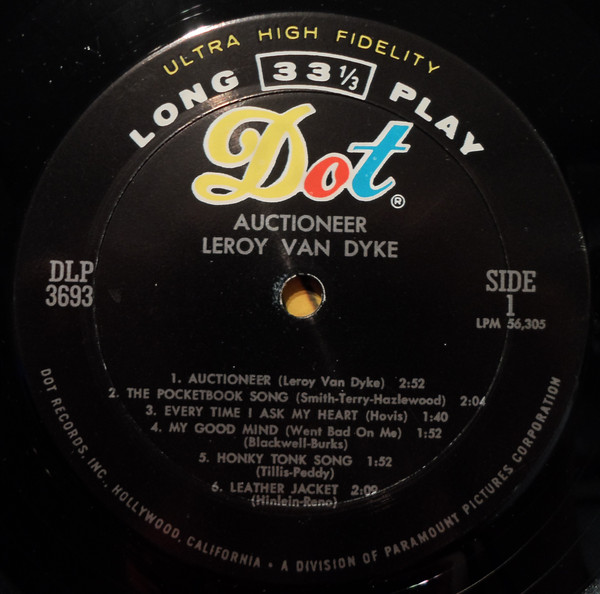 ULTRA HIGH FIDELITY
LONG 33 1/3 PLAY
Dot®
AUCTIONEER
LEROY VAN DYKE
DLP
3693
SIDE
1
LPM 56,305
1. AUCTIONEER (Leroy Van Dyke) 2:52
2. THE POCKETBOOK SONG (Smith-Terry-Hazlewood) 2:04
3. EVERY TIME I ASK MY HEART (Hovis) 1:40
4. MY GOOD MIND (Went Bad On Me) 1:52
(Blackwell-Burks)
5. HONKY TONK SONG 1:52
(Tillis-Peddy)
6. LEATHER JACKET 2:09
(Hinlein-Reno)
DOT RECORDS, INC., HOLLYWOOD, CALIFORNIA • A DIVISION OF PARAMOUNT PICTURES CORPORATION